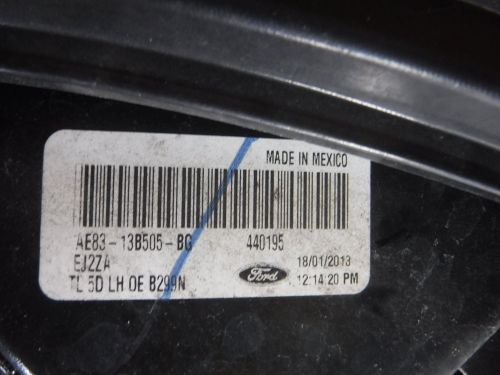 MADE IN MEXICO
AE83-13B505-BG 440195
EJ2ZA 18/01/2013
TL 5D LH OE B299N Ford 12:14:20 PM